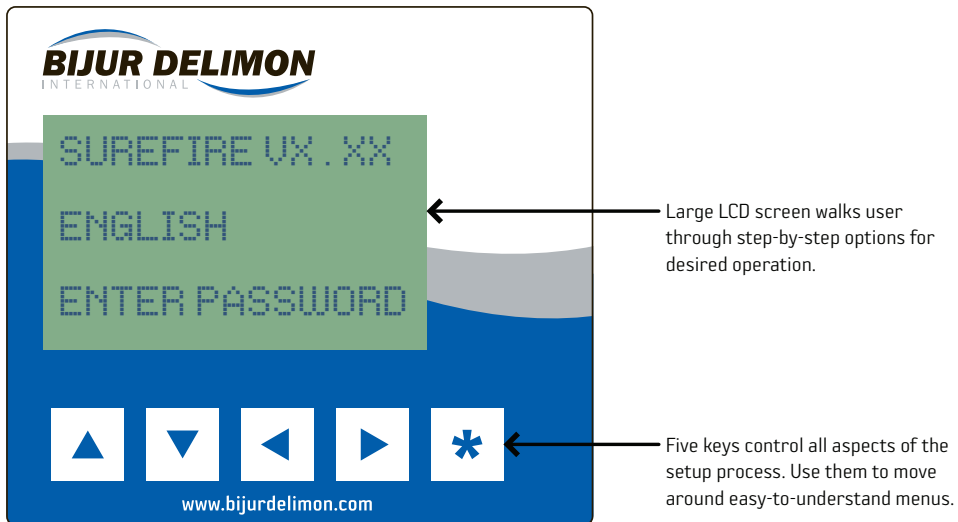 BIJUR DELIMON
INTERNATIONAL
SUREFIRE VX.XX
ENGLISH
ENTER PASSWORD
*
www.bijurdelimon.com
Large LCD screen walks user
through step-by-step options for
desired operation.
Five keys control all aspects of the
setup process. Use them to move
around easy-to-understand menus.